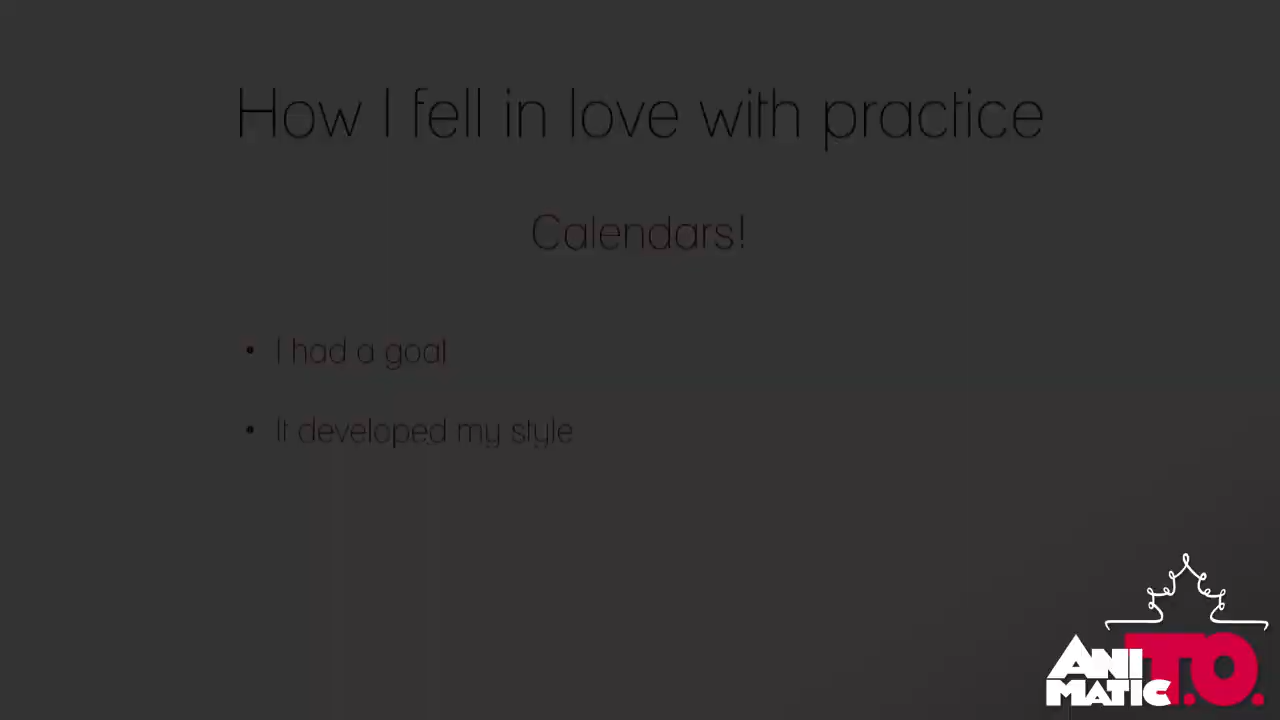 How I fell in love with practice
Calendars!
• I had a goal
• It developed my style
ANI
MATIC T.O.